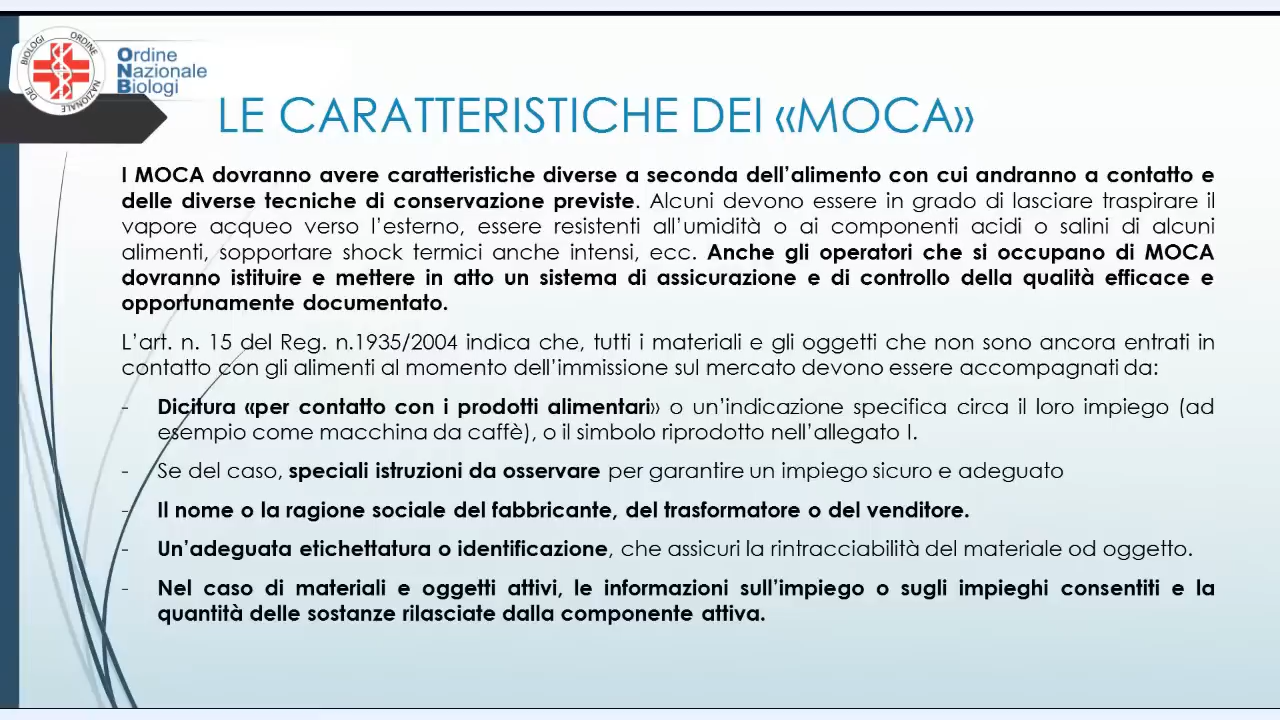 ORDINE
NAZIONALE
DEI
BIOLOGI
Ordine
Nazionale
Biologi
LE CARATTERISTICHE DEI «MOCA»
I MOCA dovranno avere caratteristiche diverse a seconda dell’alimento con cui andranno a contatto e
delle diverse tecniche di conservazione previste. Alcuni devono essere in grado di lasciare traspirare il
vapore acqueo verso l’esterno, essere resistenti all’umidità o ai componenti acidi o salini di alcuni
alimenti, sopportare shock termici anche intensi, ecc. Anche gli operatori che si occupano di MOCA
dovranno istituire e mettere in atto un sistema di assicurazione e di controllo della qualità efficace e
opportunamente documentato.
L’art. n. 15 del Reg. n.1935/2004 indica che, tutti i materiali e gli oggetti che non sono ancora entrati in
contatto con gli alimenti al momento dell’immissione sul mercato devono essere accompagnati da:
- Dicitura «per contatto con i prodotti alimentari» o un’indicazione specifica circa il loro impiego (ad
esempio come macchina da caffè), o il simbolo riprodotto nell’allegato I.
- Se del caso, speciali istruzioni da osservare per garantire un impiego sicuro e adeguato
- Il nome o la ragione sociale del fabbricante, del trasformatore o del venditore.
- Un’adeguata etichettatura o identificazione, che assicuri la rintracciabilità del materiale od oggetto.
- Nel caso di materiali e oggetti attivi, le informazioni sull’impiego o sugli impieghi consentiti e la
quantità delle sostanze rilasciate dalla componente attiva.